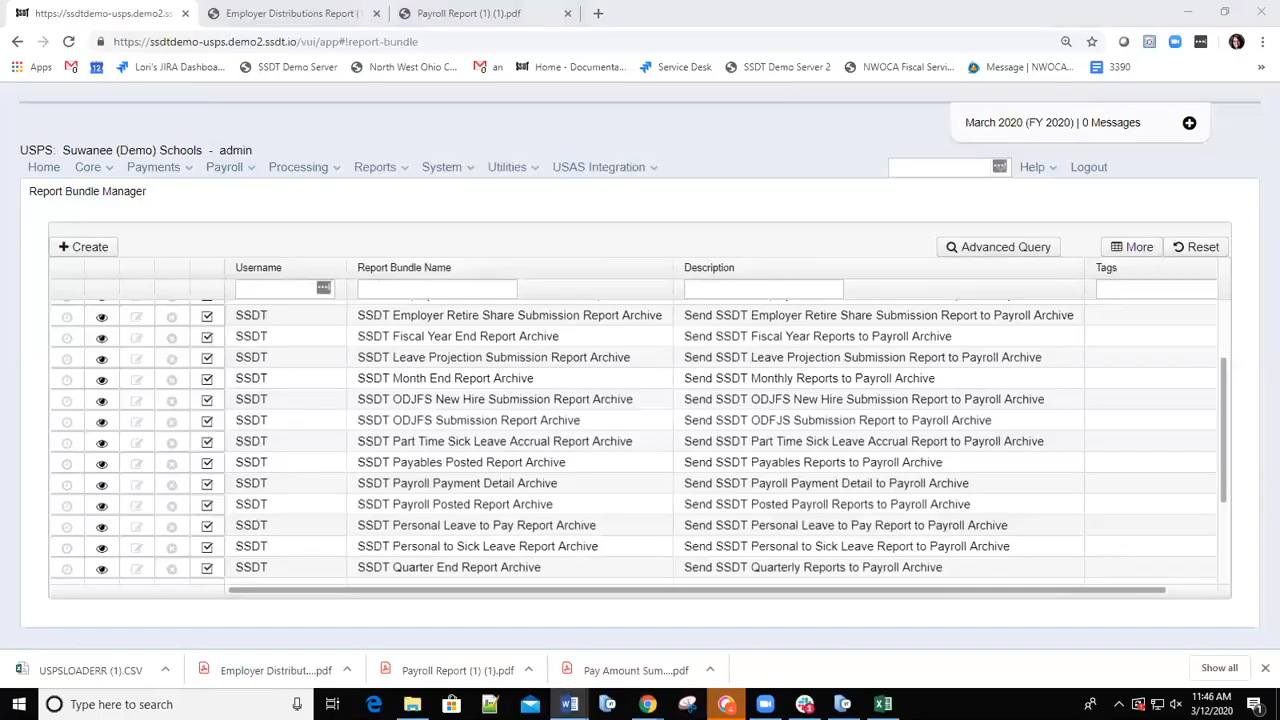 https://ssdtdemo-usps.demo2.ss
Employer Distributions Report (
Payroll Report (1) (1).pdf
https://ssdtdemo-usps.demo2.ssdt.io/vui/app#!report-bundle
Apps
12
Lori's JIRA Dashboa...
SSDT Demo Server
North West Ohio C...
an
Home - Documenta...
Service Desk
SSDT Demo Server 2
NWOCA Fiscal Servi...
Message | NWOCA...
3390
March 2020 (FY 2020) | 0 Messages
USPS: Suwanee (Demo) Schools - admin
Home Core Payments Payroll Processing Reports System Utilities USAS Integration Help Logout
Report Bundle Manager
Create Advanced Query More Reset
Username Report Bundle Name Description Tags
SSDT SSDT Employer Retire Share Submission Report Archive Send SSDT Employer Retire Share Submission Report to Payroll Archive
SSDT SSDT Fiscal Year End Report Archive Send SSDT Fiscal Year Reports to Payroll Archive
SSDT SSDT Leave Projection Submission Report Archive Send SSDT Leave Projection Submission Report to Payroll Archive
SSDT SSDT Month End Report Archive Send SSDT Monthly Reports to Payroll Archive
SSDT SSDT ODJFS New Hire Submission Report Archive Send SSDT ODJFS New Hire Submission Report to Payroll Archive
SSDT SSDT ODJFS Submission Report Archive Send SSDT ODFJS Submission Report to Payroll Archive
SSDT SSDT Part Time Sick Leave Accrual Report Archive Send SSDT Part Time Sick Leave Accrual Report to Payroll Archive
SSDT SSDT Payables Posted Report Archive Send SSDT Payables Reports to Payroll Archive
SSDT SSDT Payroll Payment Detail Archive Send SSDT Payroll Payment Detail to Payroll Archive
SSDT SSDT Payroll Posted Report Archive Send SSDT Posted Payroll Reports to Payroll Archive
SSDT SSDT Personal Leave to Pay Report Archive Send SSDT Personal Leave to Pay Report to Payroll Archive
SSDT SSDT Personal to Sick Leave Report Archive Send SSDT Personal to Sick Leave Report to Payroll Archive
SSDT SSDT Quarter End Report Archive Send SSDT Quarterly Reports to Payroll Archive
USPSLOADERR (1).CSV
Employer Distribut....pdf
Payroll Report (1) (1).pdf
Pay Amount Sum....pdf
Show all
Type here to search
11:46 AM
3/12/2020